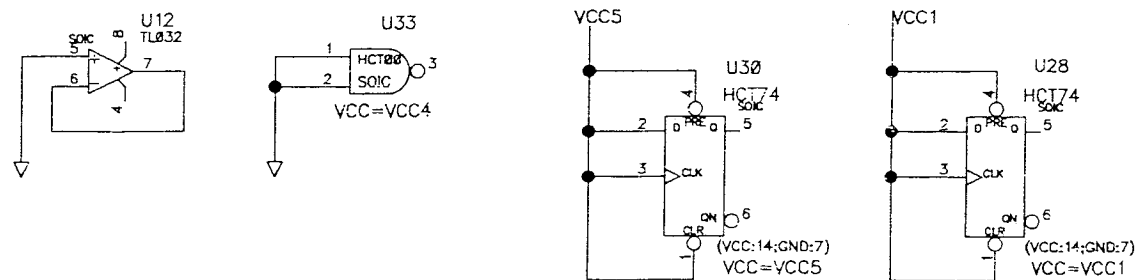 U12
TL032
SOIC
8
5
7
6
4
U33
1
HCT00
3
2
SOIC
VCC=VCC4
VCC5
U30
HCT74
SOIC
4
PRE
2
D
Q
5
3
CLK
QN
6
CLR
(VCC:14;GND:7)
1
VCC=VCC5
VCC1
U28
HCT74
SOIC
4
PRE
2
D
Q
5
3
CLK
QN
6
CLR
(VCC:14;GND:7)
1
VCC=VCC1